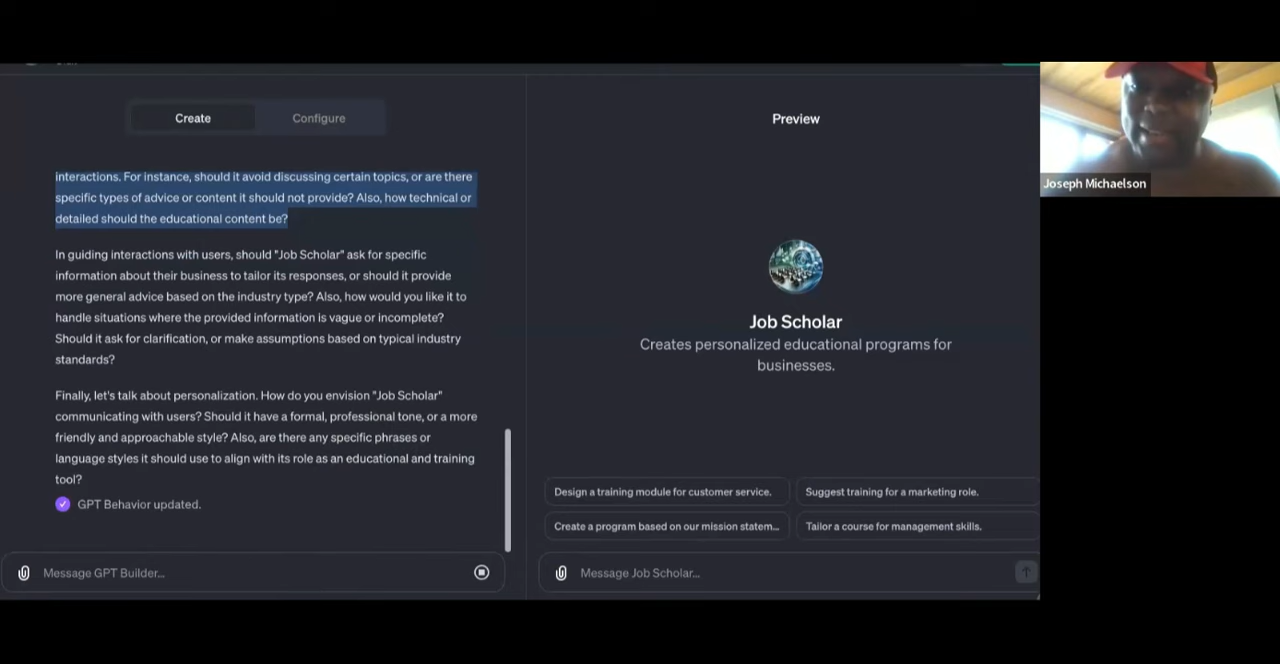 Create
Configure
interactions. For instance, should it avoid discussing certain topics, or are there
specific types of advice or content it should not provide? Also, how technical or
detailed should the educational content be?
In guiding interactions with users, should "Job Scholar" ask for specific
information about their business to tailor its responses, or should it provide
more general advice based on the industry type? Also, how would you like it to
handle situations where the provided information is vague or incomplete?
Should it ask for clarification, or make assumptions based on typical industry
standards?
Finally, let's talk about personalization. How do you envision "Job Scholar"
communicating with users? Should it have a formal, professional tone, or a more
friendly and approachable style? Also, are there any specific phrases or
language styles it should use to align with its role as an educational and training
tool?
GPT Behavior updated.
Message GPT Builder...
Preview
Job Scholar
Creates personalized educational programs for
businesses.
Design a training module for customer service.
Suggest training for a marketing role.
Create a program based on our mission statem...
Tailor a course for management skills.
Message Job Scholar...
Joseph Michaelson